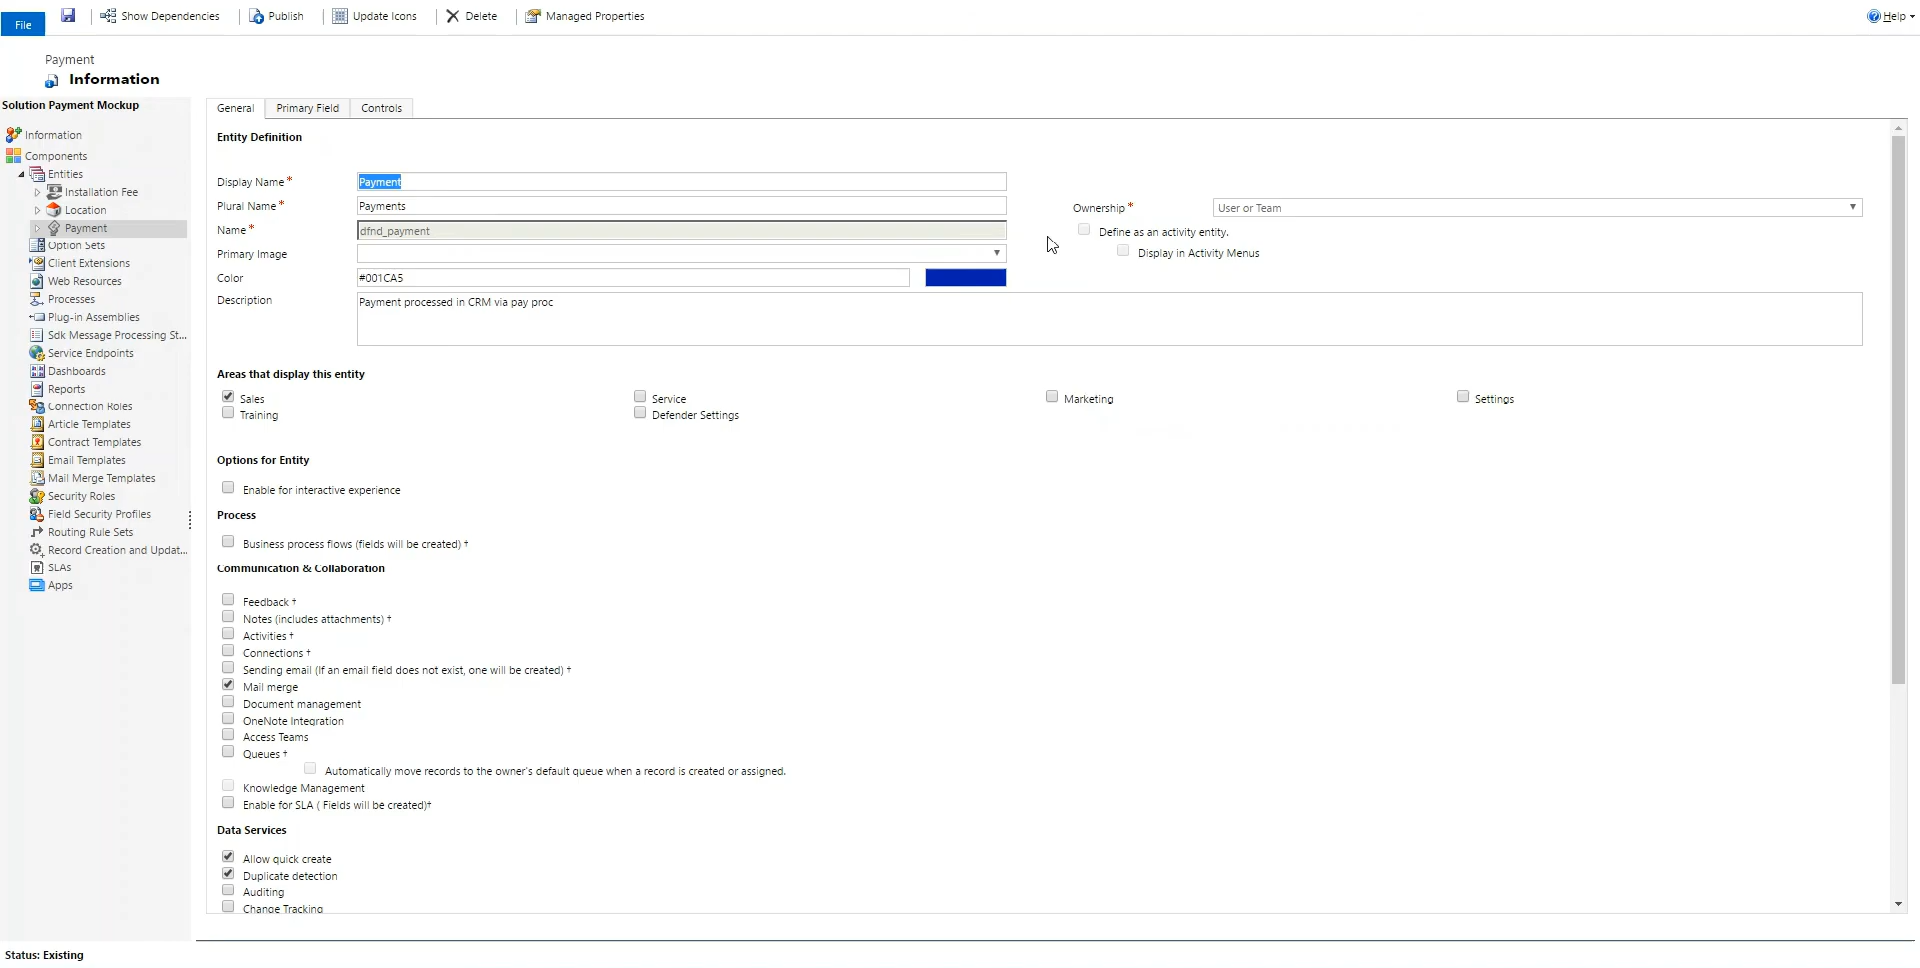 File
Show Dependencies
Publish
Update Icons
Delete
Managed Properties
Help
Payment
Information
Solution Payment Mockup
Information
Components
Entities
Installation Fee
Location
Payment
Option Sets
Client Extensions
Web Resources
Processes
Plug-in Assemblies
Sdk Message Processing St...
Service Endpoints
Dashboards
Reports
Connection Roles
Article Templates
Contract Templates
Email Templates
Mail Merge Templates
Security Roles
Field Security Profiles
Routing Rule Sets
Record Creation and Updat...
SLAs
Apps
General
Primary Field
Controls
Entity Definition
Display Name* Payment
Plural Name* Payments
Ownership* User or Team
Name* dfnd_payment
Define as an activity entity.
Primary Image
Display in Activity Menus
Color #001CA5
Description Payment processed in CRM via pay proc
Areas that display this entity
Sales
Service
Marketing
Settings
Training
Defender Settings
Options for Entity
Enable for interactive experience
Process
Business process flows (fields will be created) †
Communication & Collaboration
Feedback †
Notes (includes attachments) †
Activities †
Connections †
Sending email (If an email field does not exist, one will be created) †
Mail merge
Document management
OneNote Integration
Access Teams
Queues †
Automatically move records to the owner's default queue when a record is created or assigned.
Knowledge Management
Enable for SLA ( Fields will be created)†
Data Services
Allow quick create
Duplicate detection
Auditing
Change Tracking
Status: Existing